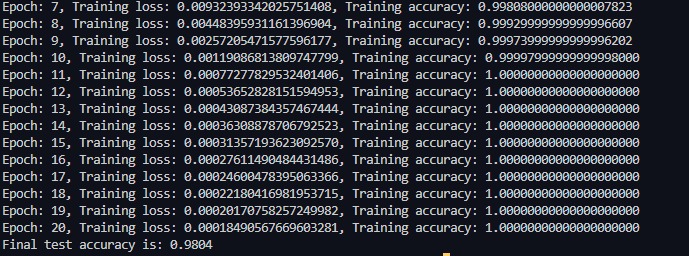 Epoch: 7, Training loss: 0.00932393342025751408, Training accuracy: 0.99808000000000007823
Epoch: 8, Training loss: 0.00448395931161396904, Training accuracy: 0.99929999999999996607
Epoch: 9, Training loss: 0.00257205471577596177, Training accuracy: 0.99973999999999996202
Epoch: 10, Training loss: 0.00119086813809747799, Training accuracy: 0.99997999999999998000
Epoch: 11, Training loss: 0.00077277829532401406, Training accuracy: 1.00000000000000000000
Epoch: 12, Training loss: 0.00053652828151594953, Training accuracy: 1.00000000000000000000
Epoch: 13, Training loss: 0.00043087384357467444, Training accuracy: 1.00000000000000000000
Epoch: 14, Training loss: 0.00036308878706792523, Training accuracy: 1.00000000000000000000
Epoch: 15, Training loss: 0.00031357193623092570, Training accuracy: 1.00000000000000000000
Epoch: 16, Training loss: 0.00027611490484431486, Training accuracy: 1.00000000000000000000
Epoch: 17, Training loss: 0.00024600478395063366, Training accuracy: 1.00000000000000000000
Epoch: 18, Training loss: 0.00022180416981953715, Training accuracy: 1.00000000000000000000
Epoch: 19, Training loss: 0.00020170758257249982, Training accuracy: 1.00000000000000000000
Epoch: 20, Training loss: 0.00018490567669603281, Training accuracy: 1.00000000000000000000
Final test accuracy is: 0.9804